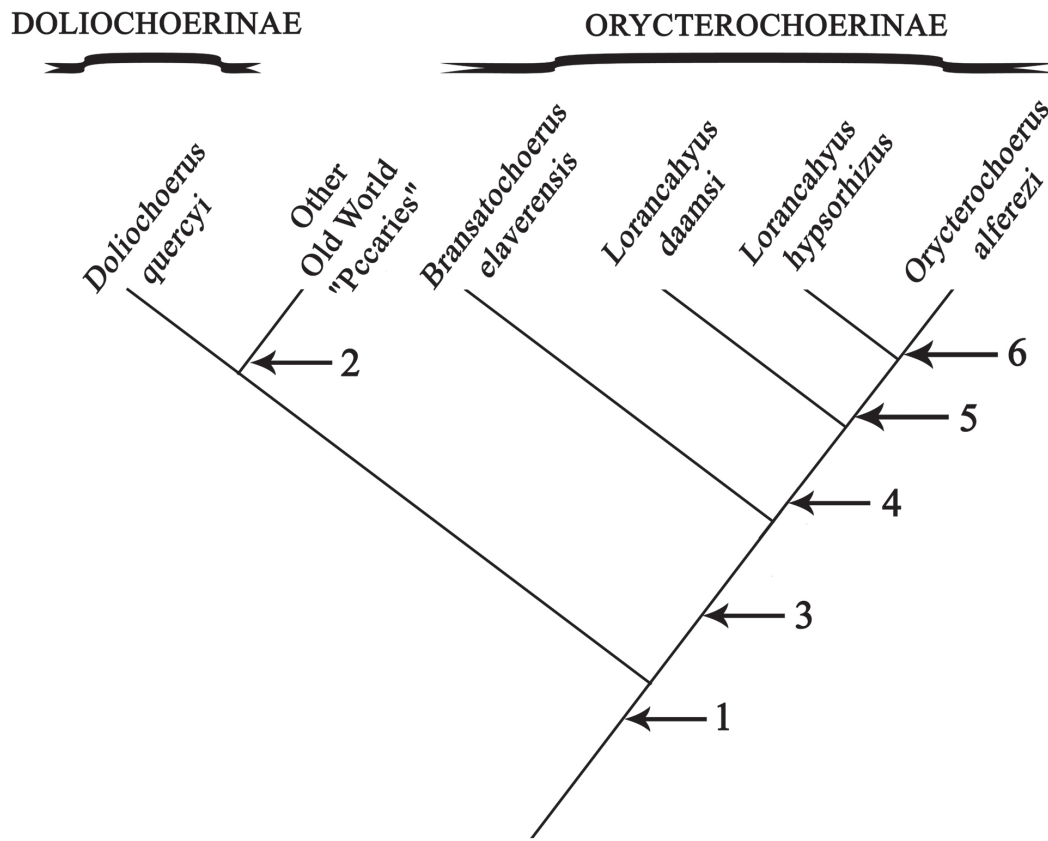 DOLIOCHOERINAE
ORYCTEROCHOERINAE
Doliochoerus
quercyi
Other
Old World
"Pccaries"
Bransatochoerus
elaverensis
Lorancahyus
daamsi
Lorancahyus
hypsorhizus
Orycterochoerus
alferezi
2
6
5
4
3
1